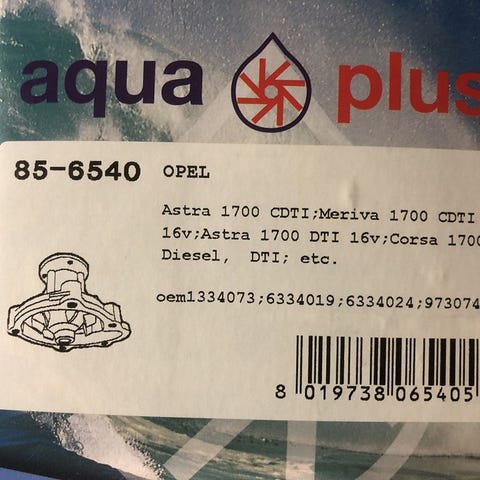 aqua plus
85-6540 OPEL
Astra 1700 CDTI;Meriva 1700 CDTI
16v;Astra 1700 DTI 16v;Corsa 1700
Diesel, DTI; etc.
oem1334073;6334019;6334024;973074
8 019738 065405